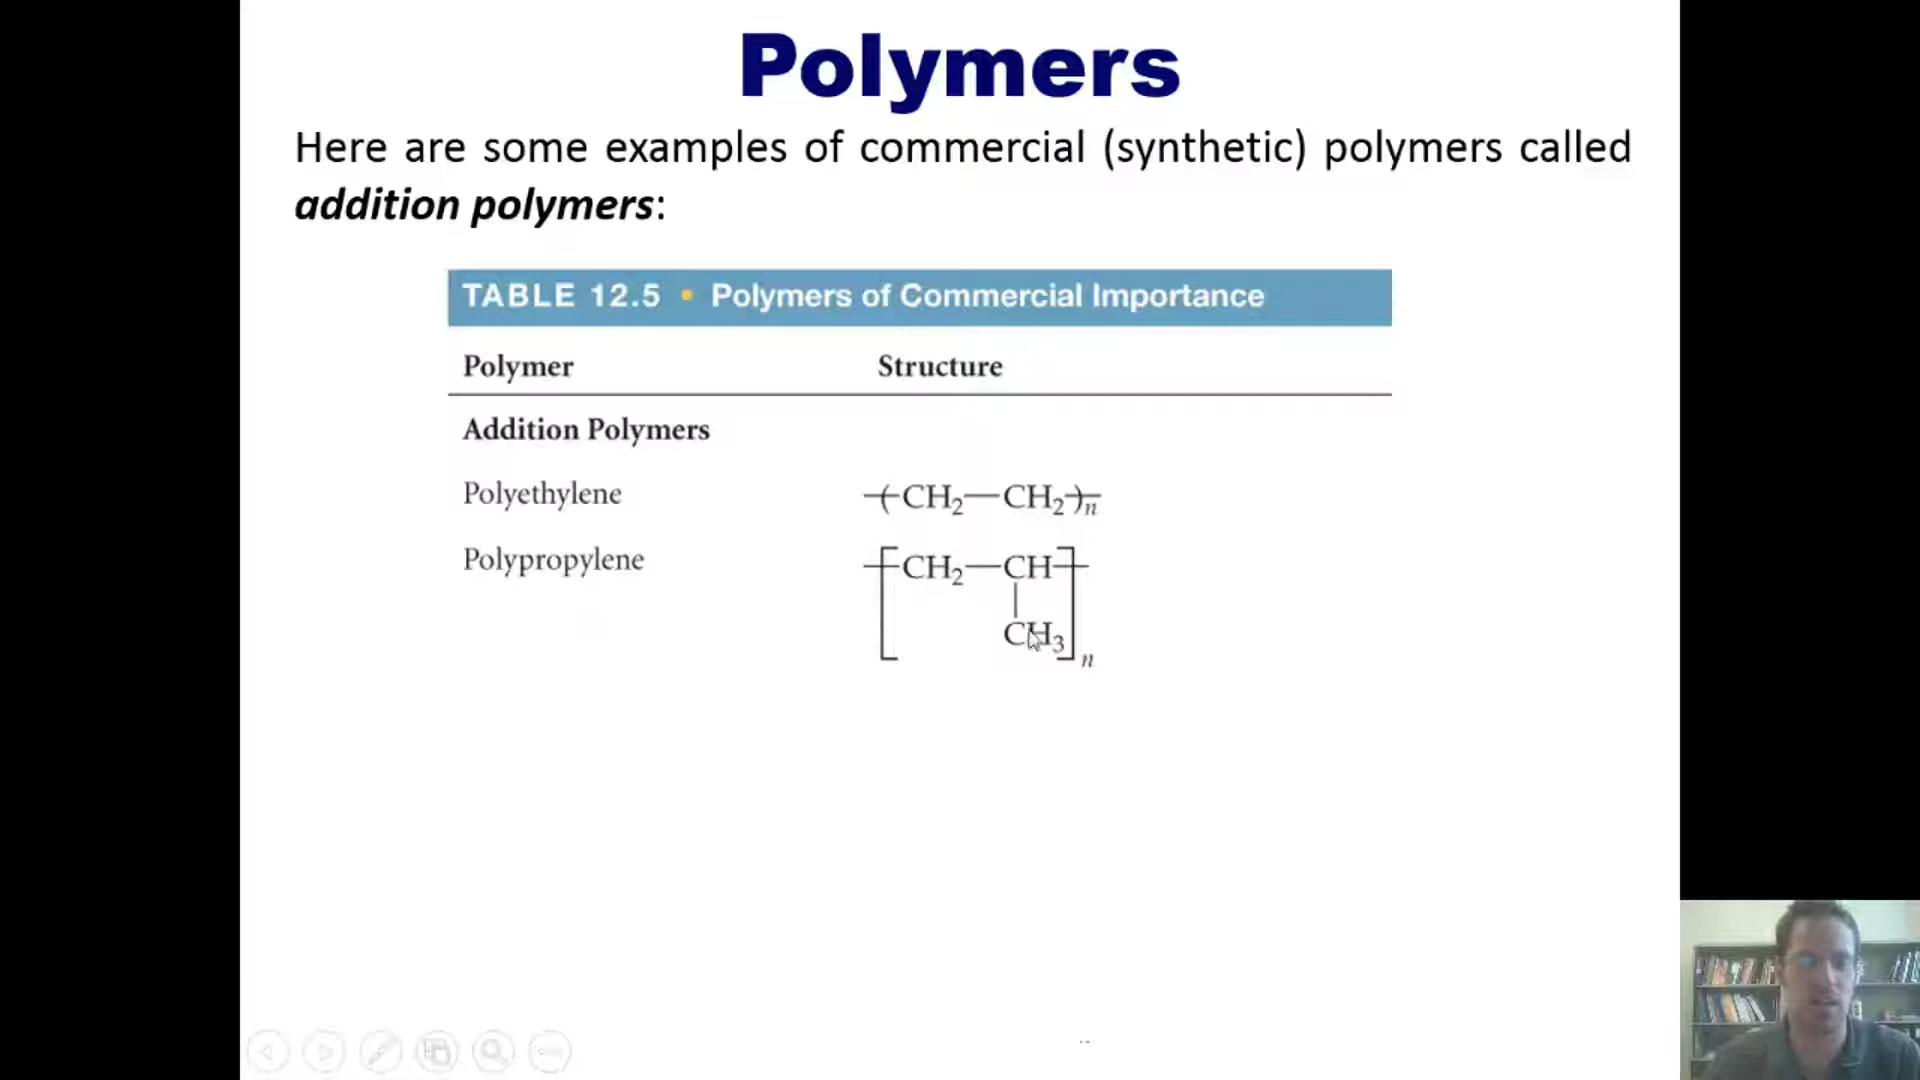 Polymers
Here are some examples of commercial (synthetic) polymers called
addition polymers:
TABLE 12.5 • Polymers of Commercial Importance
Polymer Structure
Addition Polymers
Polyethylene —(CH₂—CH₂)—n
Polypropylene —[CH₂—CH]—
|
CH₃
n